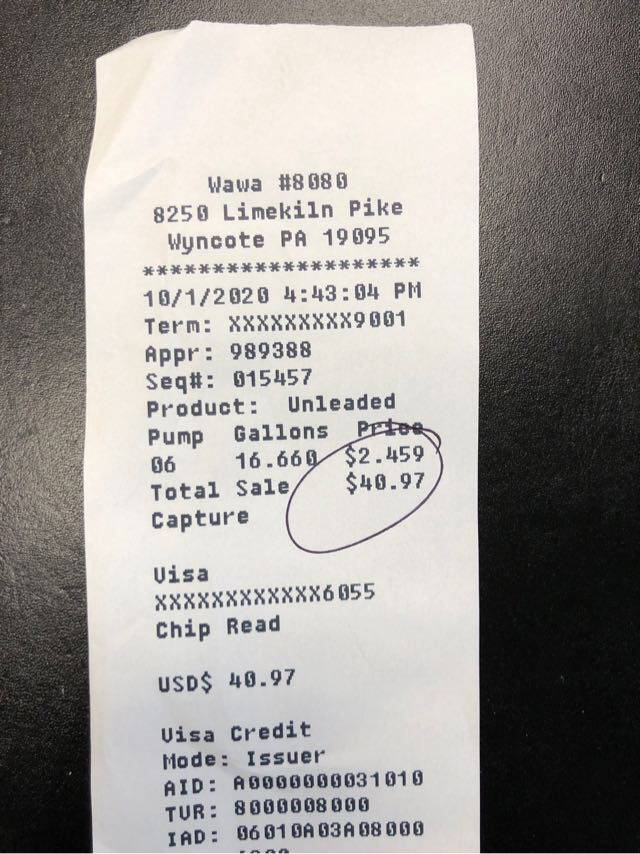 Wawa #8080
8250 Limekiln Pike
Wyncote PA 19095
********************
10/1/2020 4:43:04 PM
Term: XXXXXXXXX9001
Appr: 989388
Seq#: 015457
Product: Unleaded
Pump Gallons Price
06 16.660 $2.459
Total Sale $40.97
Capture
Visa
XXXXXXXXXXXX6055
Chip Read
USD$ 40.97
Visa Credit
Mode: Issuer
AID: A0000000031010
TVR: 8000008000
IAD: 06010A03A08000